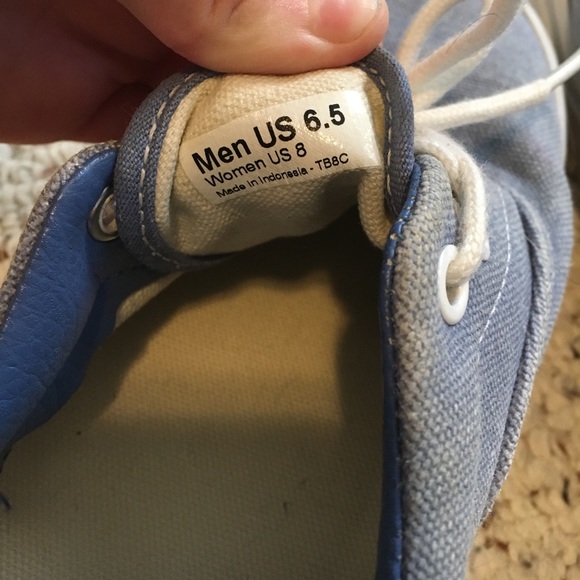 Men US 6.5
Women US 8
Made in Indonesia - TB8C